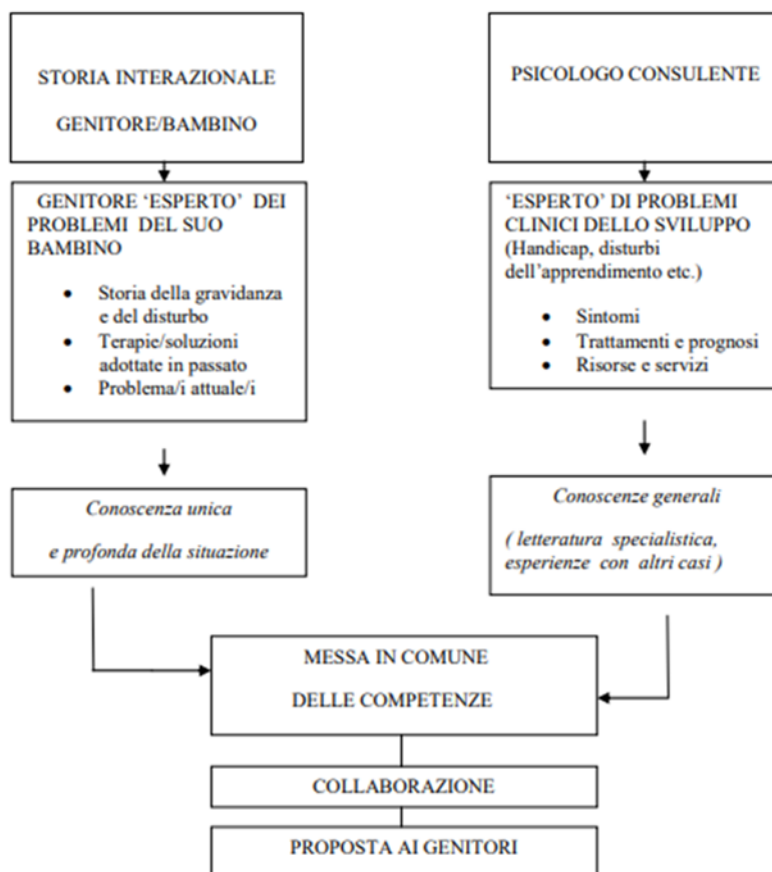 STORIA INTERAZIONALE
GENITORE/BAMBINO
PSICOLOGO CONSULENTE
GENITORE ‘ESPERTO’ DEI
PROBLEMI DEL SUO
BAMBINO
• Storia della gravidanza
e del disturbo
• Terapie/soluzioni
adottate in passato
• Problema/i attuale/i
‘ESPERTO’ DI PROBLEMI
CLINICI DELLO SVILUPPO
(Handicap, disturbi
dell’apprendimento etc.)
• Sintomi
• Trattamenti e prognosi
• Risorse e servizi
Conoscenza unica
e profonda della situazione
Conoscenze generali
( letteratura specialistica,
esperienze con altri casi )
MESSA IN COMUNE
DELLE COMPETENZE
COLLABORAZIONE
PROPOSTA AI GENITORI